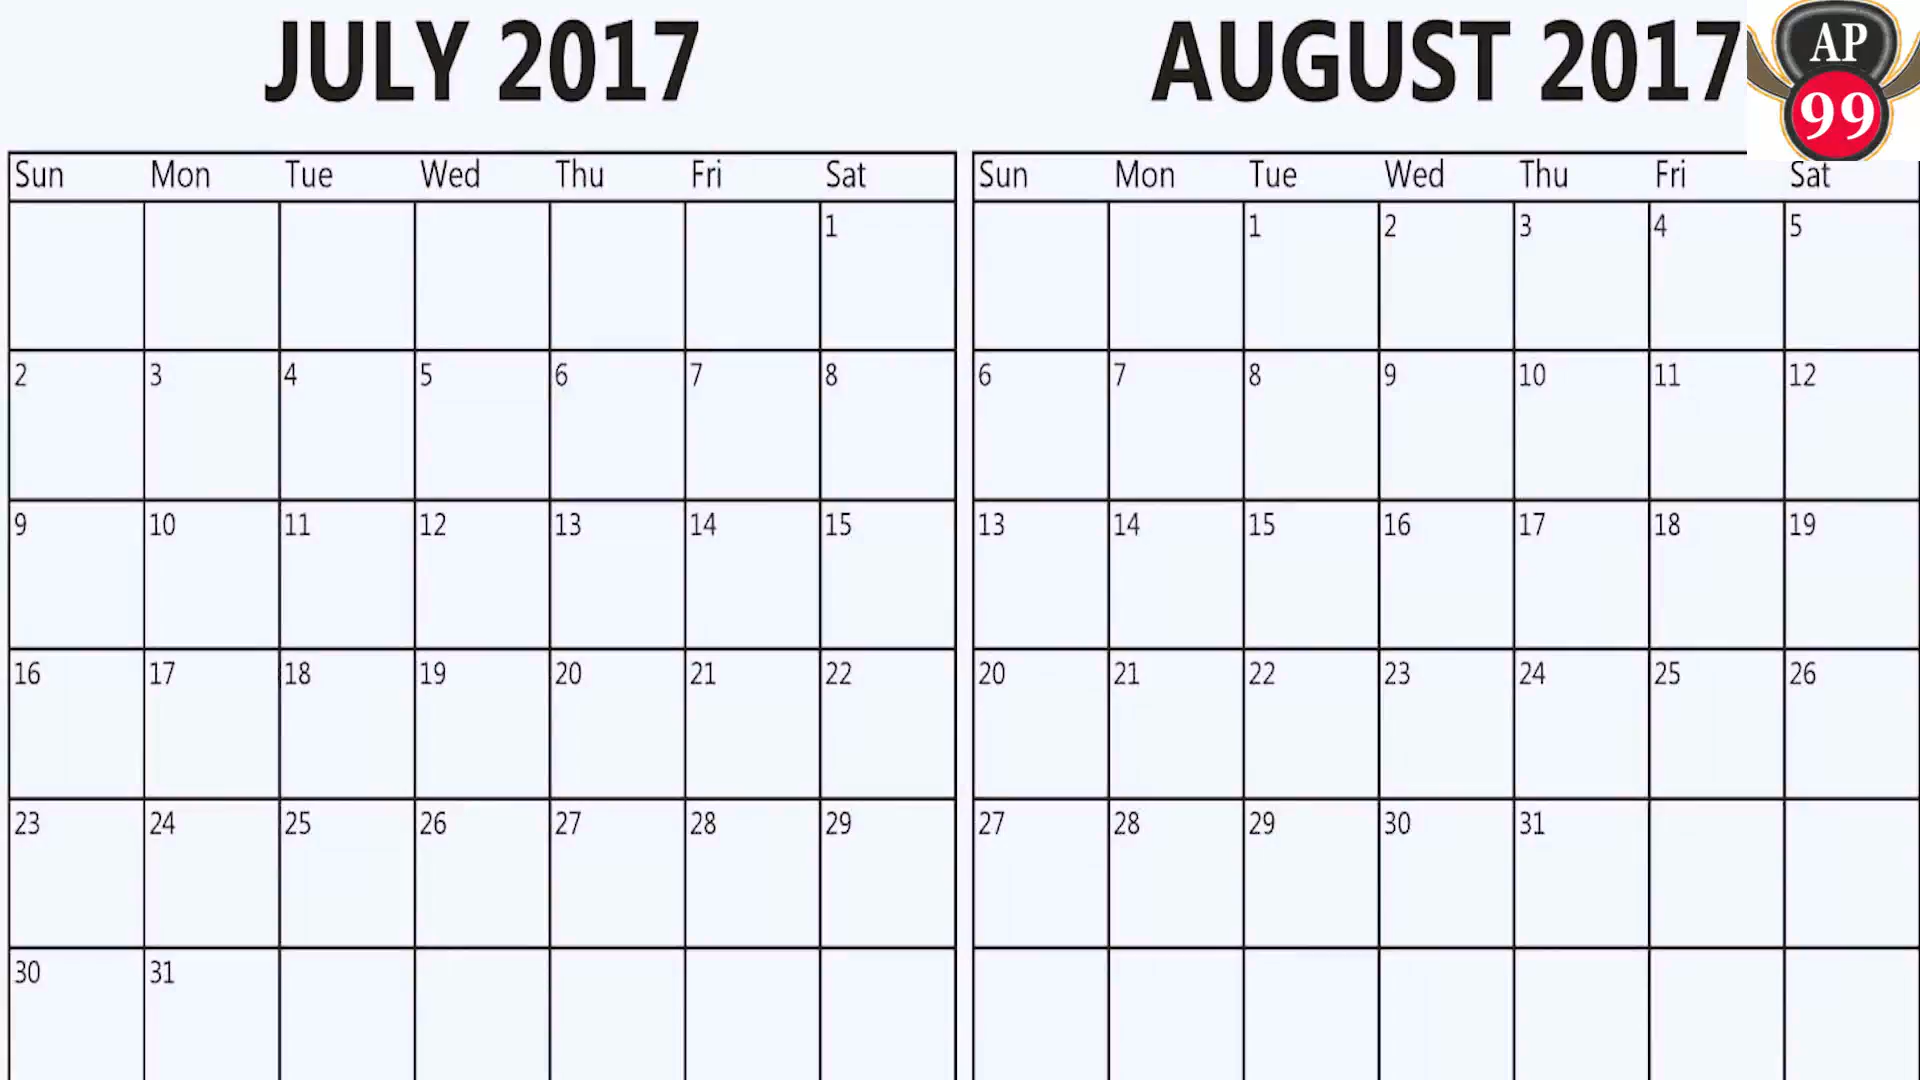 JULY 2017
Sun Mon Tue Wed Thu Fri Sat
1
2 3 4 5 6 7 8
9 10 11 12 13 14 15
16 17 18 19 20 21 22
23 24 25 26 27 28 29
30 31
AUGUST 2017
Sun Mon Tue Wed Thu Fri Sat
1 2 3 4 5
6 7 8 9 10 11 12
13 14 15 16 17 18 19
20 21 22 23 24 25 26
27 28 29 30 31
AP
99